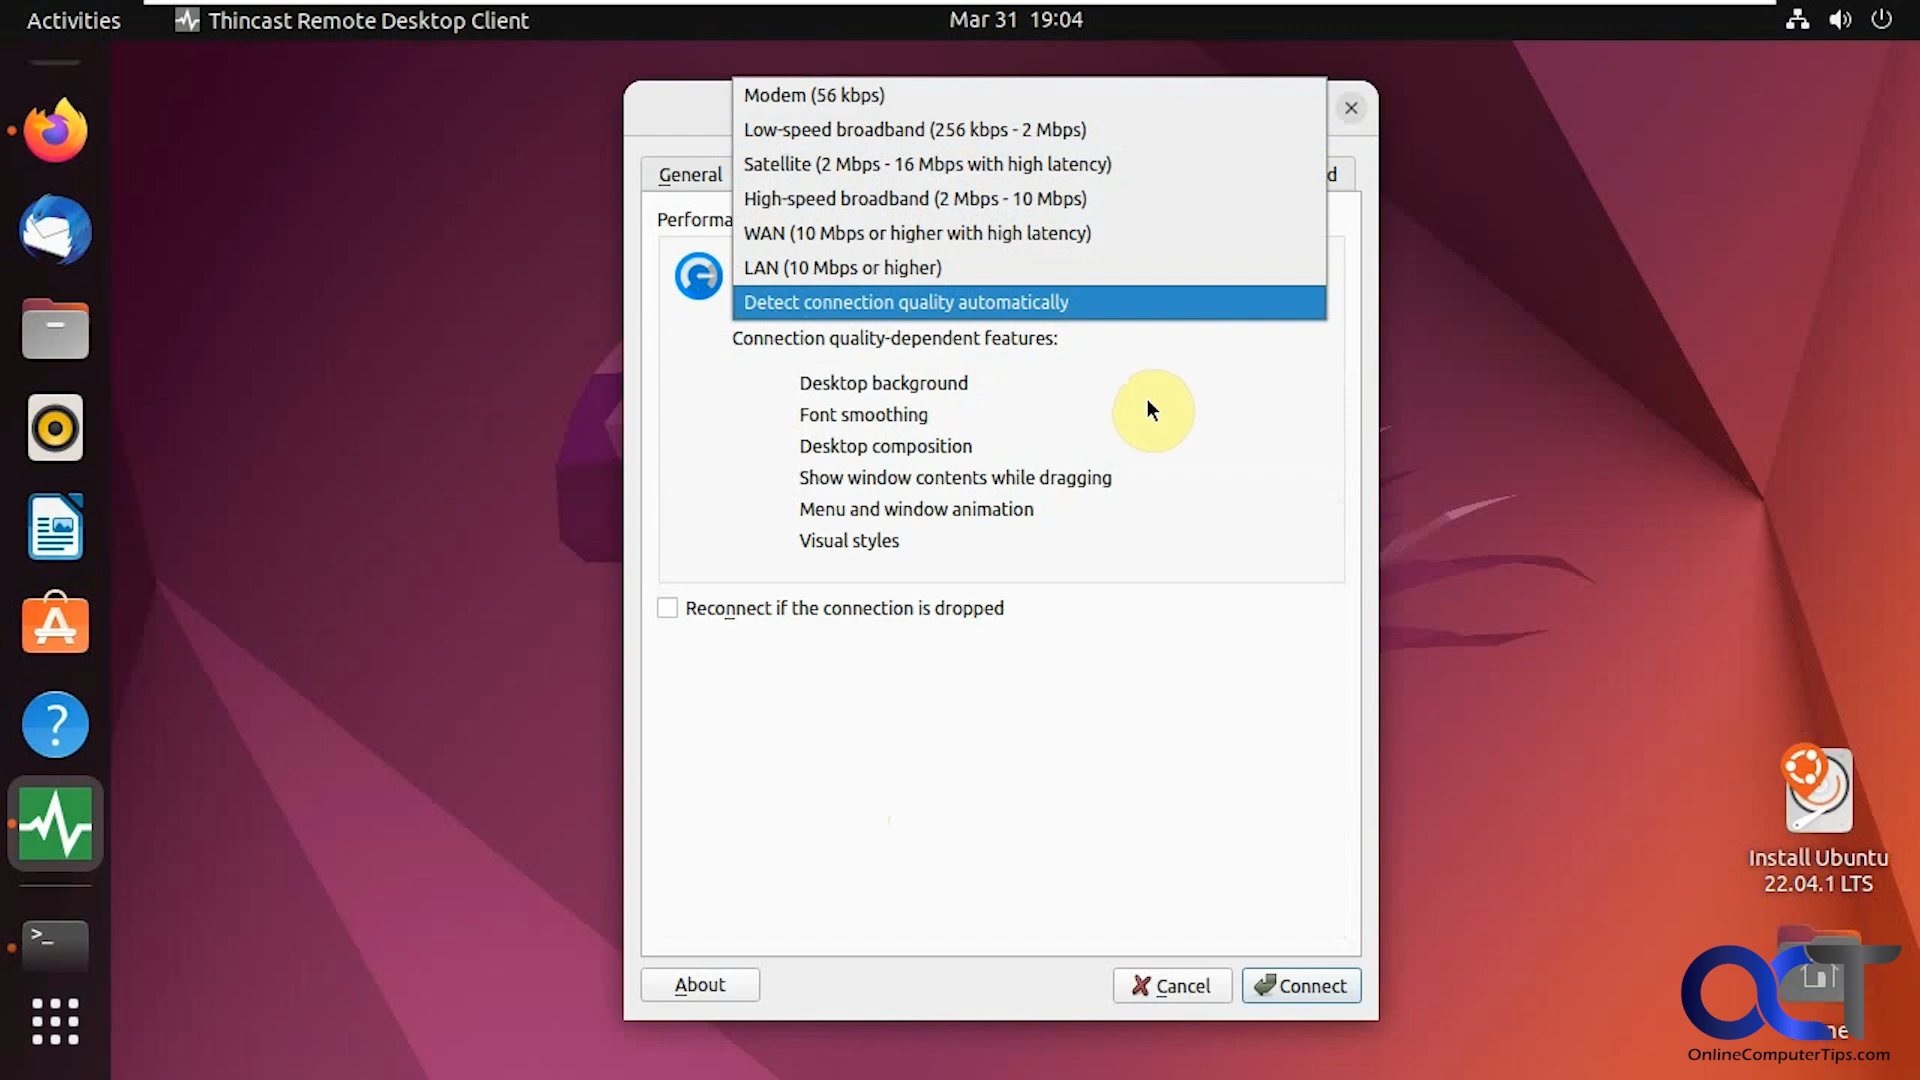 Activities
Thincast Remote Desktop Client
Mar 31 19:04
Modem (56 kbps)
Low-speed broadband (256 kbps - 2 Mbps)
Satellite (2 Mbps - 16 Mbps with high latency)
High-speed broadband (2 Mbps - 10 Mbps)
WAN (10 Mbps or higher with high latency)
LAN (10 Mbps or higher)
Detect connection quality automatically
General
Performa
Connection quality-dependent features:
Desktop background
Font smoothing
Desktop composition
Show window contents while dragging
Menu and window animation
Visual styles
Reconnect if the connection is dropped
About
Cancel
Connect
Install Ubuntu
22.04.1 LTS
OCT
OnlineComputerTips.com